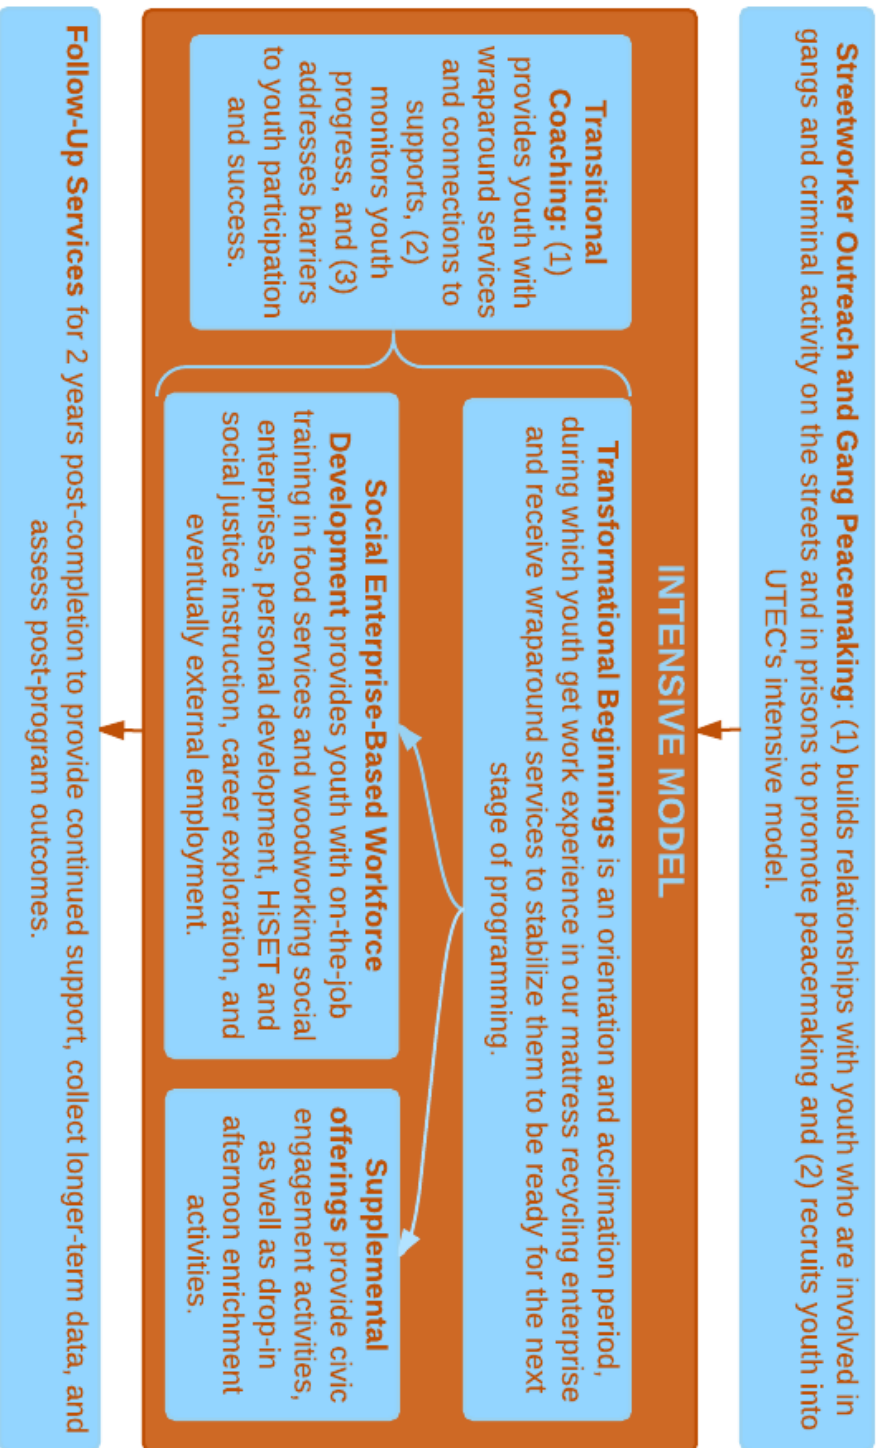 Streetworker Outreach and Gang Peacemaking: (1) builds relationships with youth who are involved in
gangs and criminal activity on the streets and in prisons to promote peacemaking and (2) recruits youth into
UTEC's intensive model.
INTENSIVE MODEL
Transitional
Coaching: (1)
provides youth with
wraparound services
and connections to
supports, (2)
monitors youth
progress, and (3)
addresses barriers
to youth participation
and success.
Transformational Beginnings is an orientation and acclimation period,
during which youth get work experience in our mattress recycling enterprise
and receive wraparound services to stabilize them to be ready for the next
stage of programming.
Social Enterprise-Based Workforce
Development provides youth with on-the-job
training in food services and woodworking social
enterprises, personal development, HiSET and
social justice instruction, career exploration, and
eventually external employment.
Supplemental
offerings provide civic
engagement activities,
as well as drop-in
afternoon enrichment
activities.
Follow-Up Services for 2 years post-completion to provide continued support, collect longer-term data, and
assess post-program outcomes.